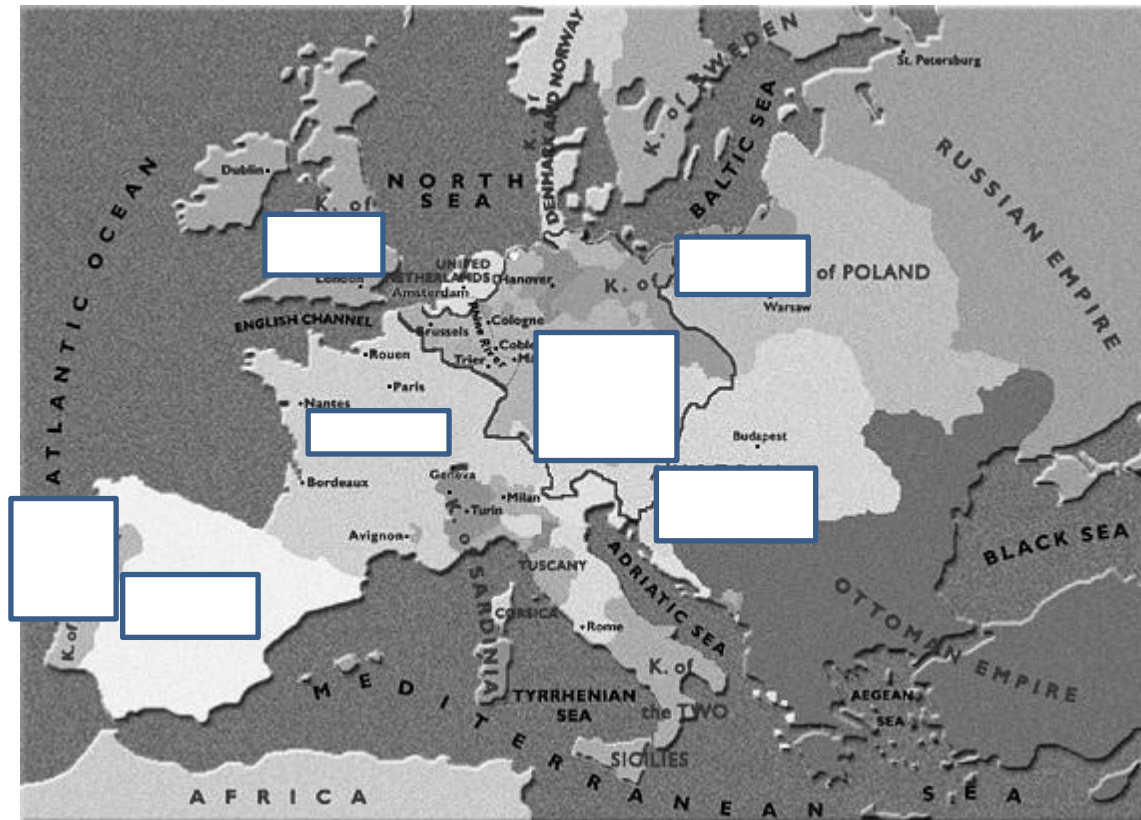 St. Petersburg
K. of SWEDEN
K. of
DENMARK AND NORWAY
BALTIC SEA
RUSSIAN EMPIRE
ATLANTIC OCEAN
Dublin
NORTH
SEA
K. of
London
UNITED
NETHERLANDS
Amsterdam
Hanover
K. of
of POLAND
Warsaw
ENGLISH CHANNEL
Brussels
Rhine River
Cologne
Trier
Rouen
Paris
Nantes
Budapest
Bordeaux
Geneva
Milan
Turin
Avignon
BLACK SEA
TUSCANY
ADRIATIC SEA
SARDINIA
CORSICA
Rome
OTTOMAN EMPIRE
K. of
K. of
the TWO
SICILIES
TYRRHENIAN
SEA
AEGEAN
SEA
MEDITERRANEAN SEA
AFRICA